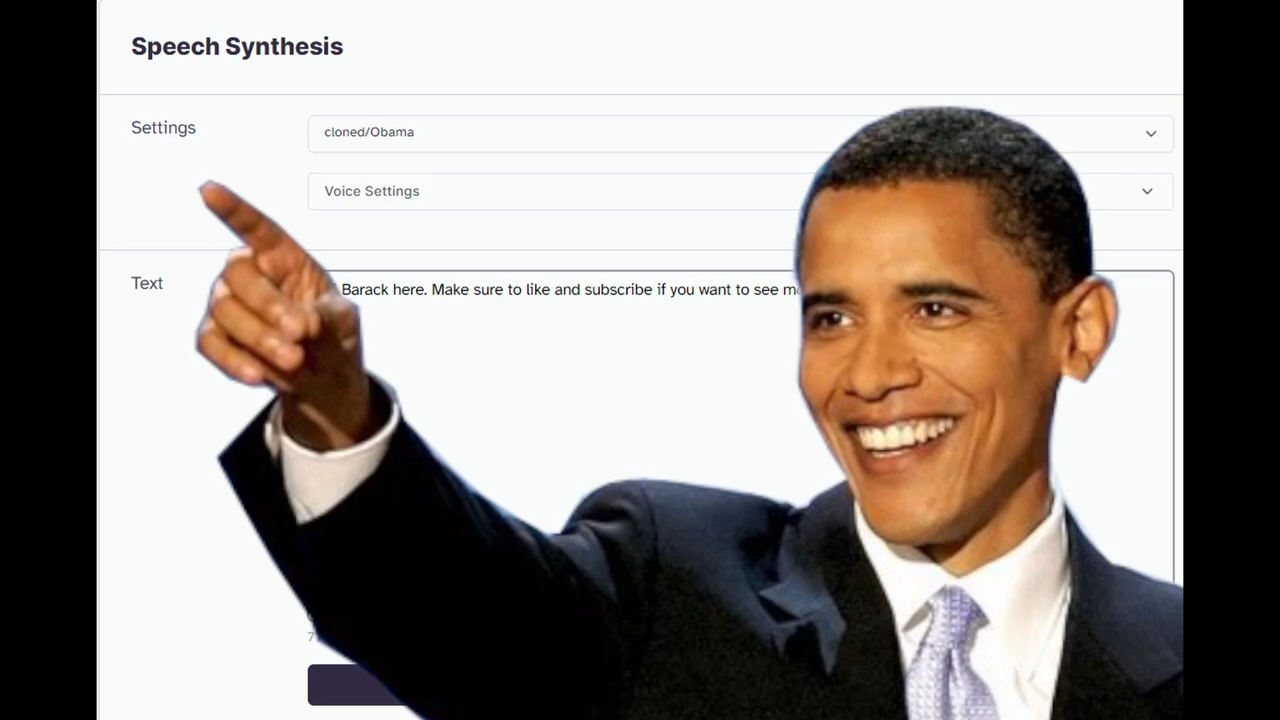 Speech Synthesis
Settings
cloned/Obama
Voice Settings
Text
Barack here. Make sure to like and subscribe if you want to see